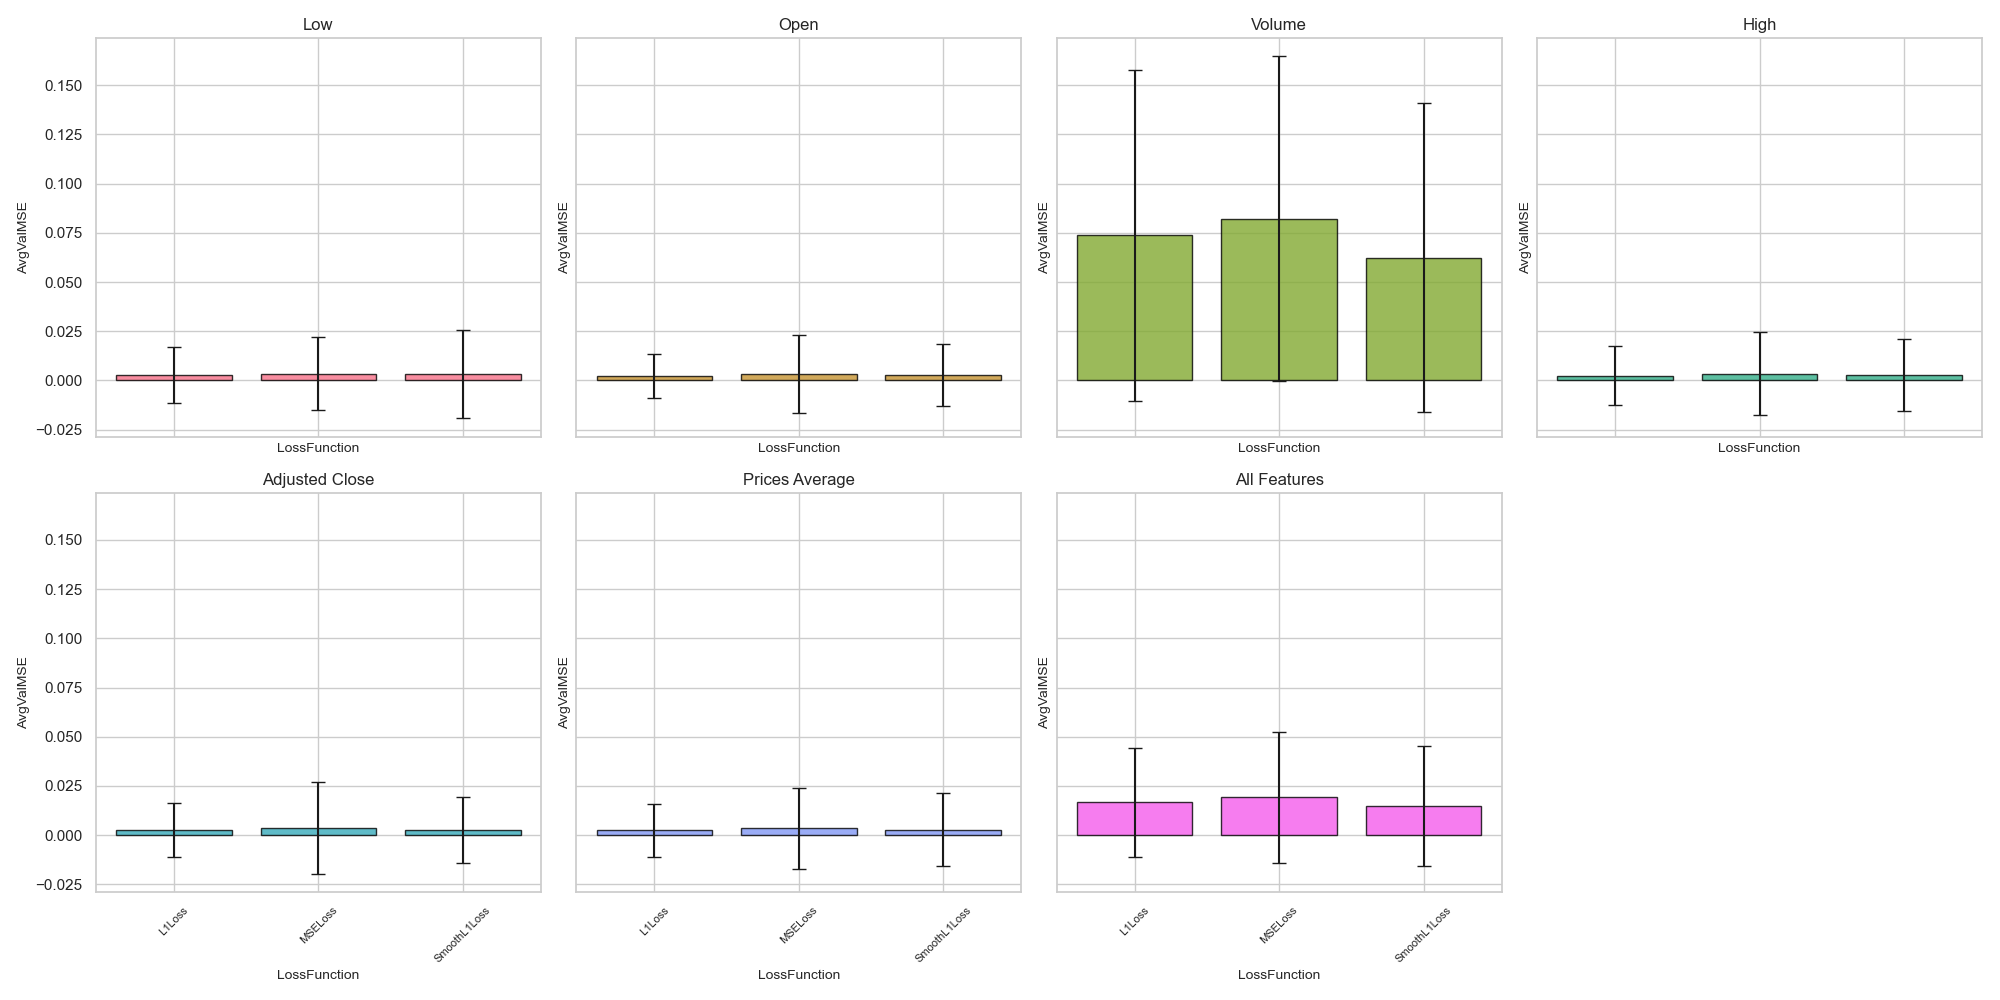 Low
Open
Volume
High
0.150
0.125
0.100
0.075
0.050
0.025
0.000
−0.025
AvgValMSE
AvgValMSE
AvgValMSE
AvgValMSE
LossFunction
LossFunction
LossFunction
LossFunction
Adjusted Close
Prices Average
All Features
0.150
0.125
0.100
0.075
0.050
0.025
0.000
−0.025
AvgValMSE
AvgValMSE
AvgValMSE
L1Loss
MSELoss
SmoothL1Loss
L1Loss
MSELoss
SmoothL1Loss
L1Loss
MSELoss
SmoothL1Loss
LossFunction
LossFunction
LossFunction